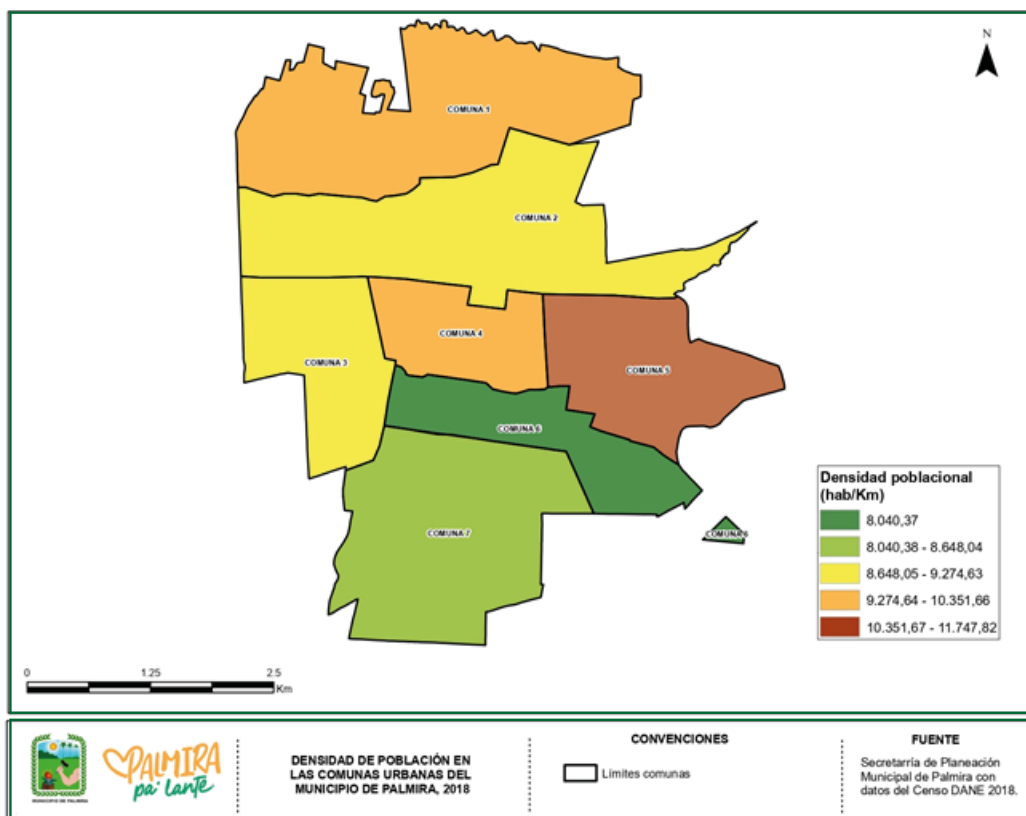 N
COMUNA 1
COMUNA 2
COMUNA 4
COMUNA 3
COMUNA 5
COMUNA 6
COMUNA 7
COMUNA 6
Densidad poblacional
(hab/Km)
8.040,37
8.040,38 - 8.648,04
8.648,05 - 9.274,63
9.274,64 - 10.351,66
10.351,67 - 11.747,82
0 1.25 2.5
Km
MUNICIPIO DE PALMIRA
PALMIRA
pa' lante
DENSIDAD DE POBLACIÓN EN
LAS COMUNAS URBANAS DEL
MUNICIPIO DE PALMIRA, 2018
CONVENCIONES
Límites comunas
FUENTE
Secretarría de Planeación
Municipal de Palmira con
datos del Censo DANE 2018.